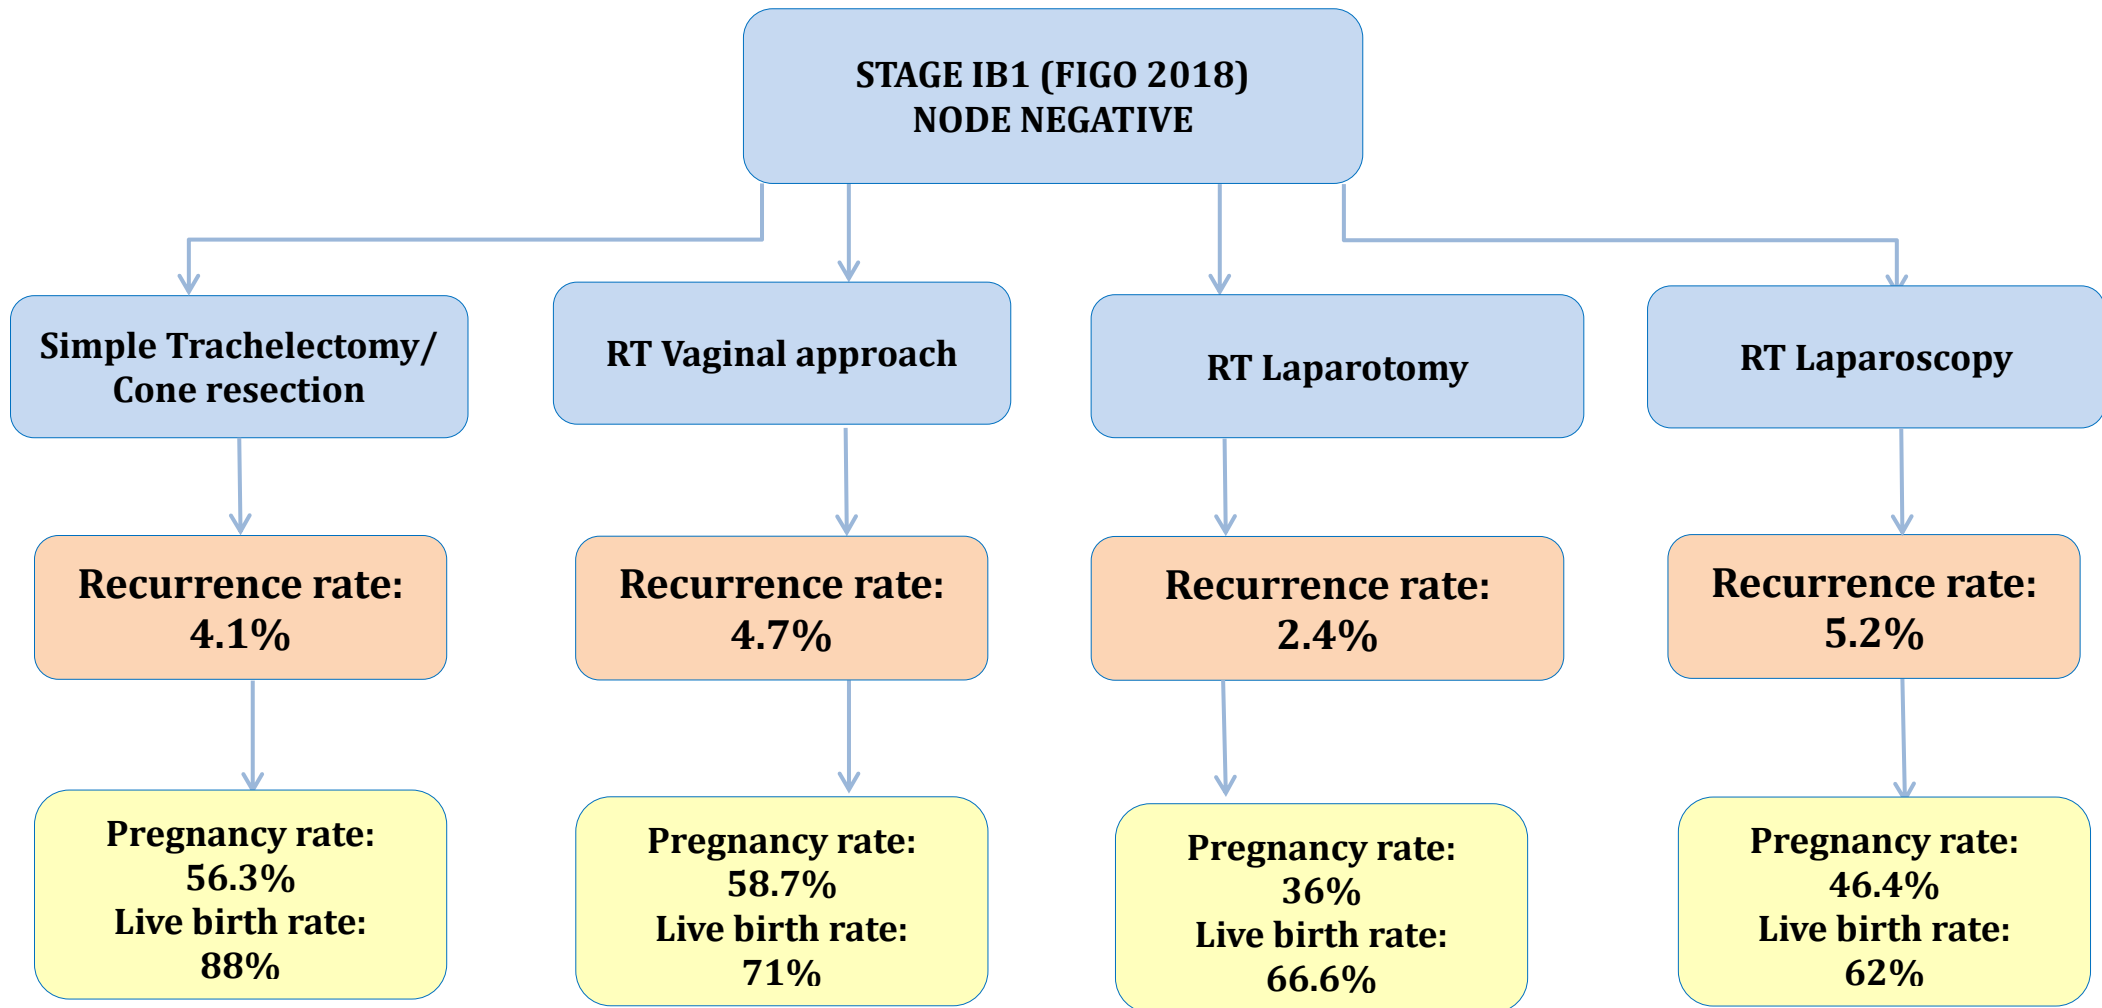 STAGE IB1 (FIGO 2018)
NODE NEGATIVE
Simple Trachelectomy/
Cone resection
RT Vaginal approach
RT Laparotomy
RT Laparoscopy
Recurrence rate:
4.1%
Recurrence rate:
4.7%
Recurrence rate:
2.4%
Recurrence rate:
5.2%
Pregnancy rate:
56.3%
Live birth rate:
88%
Pregnancy rate:
58.7%
Live birth rate:
71%
Pregnancy rate:
36%
Live birth rate:
66.6%
Pregnancy rate:
46.4%
Live birth rate:
62%